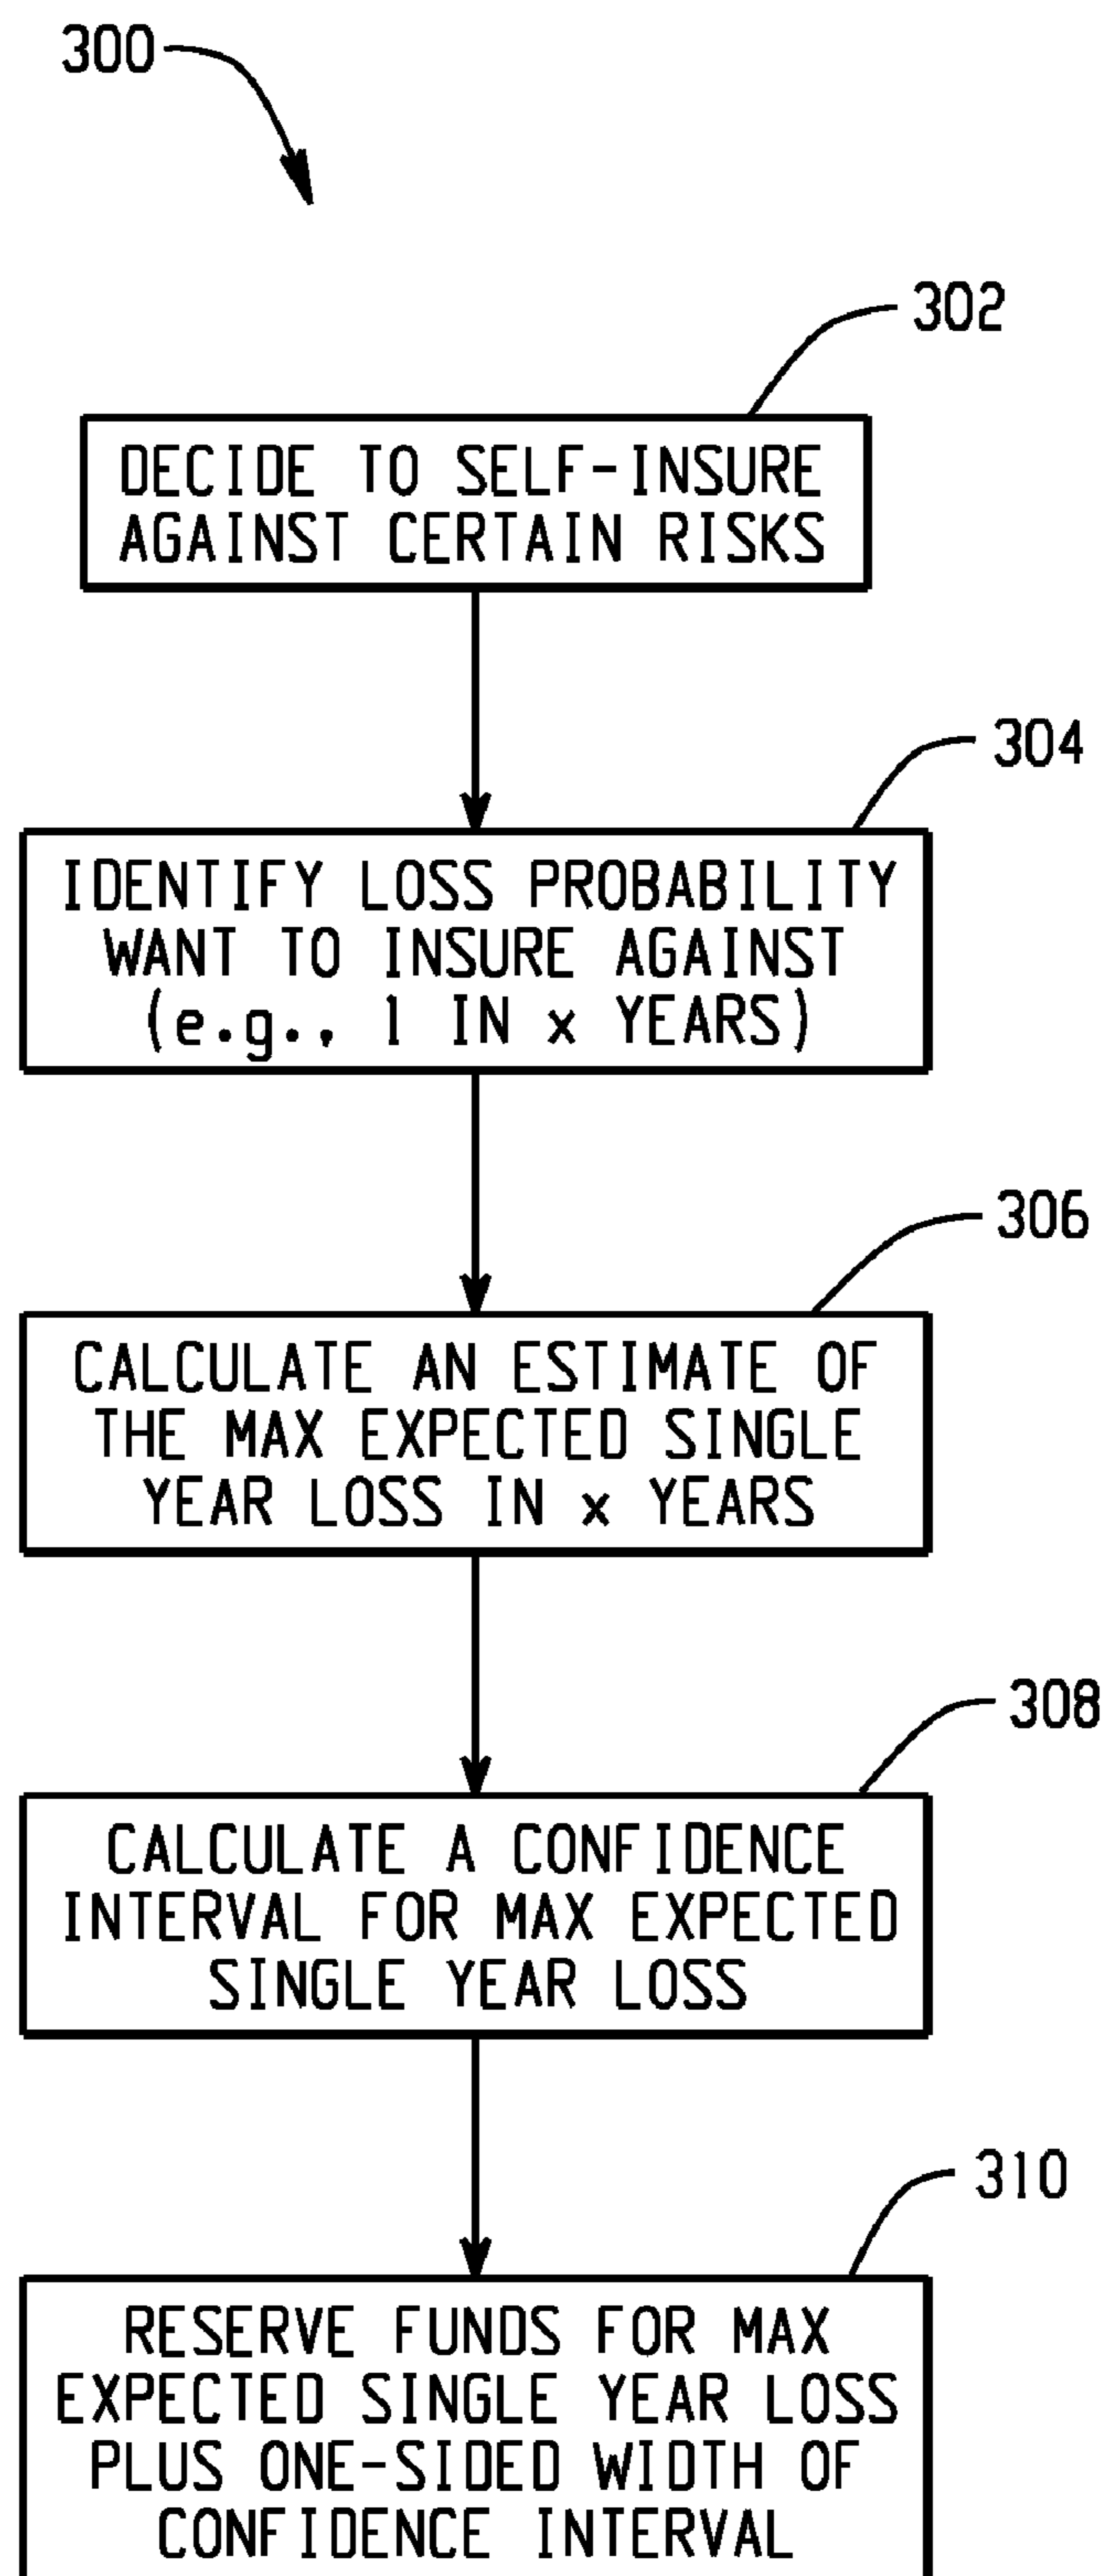 300
302
DECIDE TO SELF-INSURE
AGAINST CERTAIN RISKS
304
IDENTIFY LOSS PROBABILITY
WANT TO INSURE AGAINST
(e.g., 1 IN x YEARS)
306
CALCULATE AN ESTIMATE OF
THE MAX EXPECTED SINGLE
YEAR LOSS IN x YEARS
308
CALCULATE A CONFIDENCE
INTERVAL FOR MAX EXPECTED
SINGLE YEAR LOSS
310
RESERVE FUNDS FOR MAX
EXPECTED SINGLE YEAR LOSS
PLUS ONE-SIDED WIDTH OF
CONFIDENCE INTERVAL